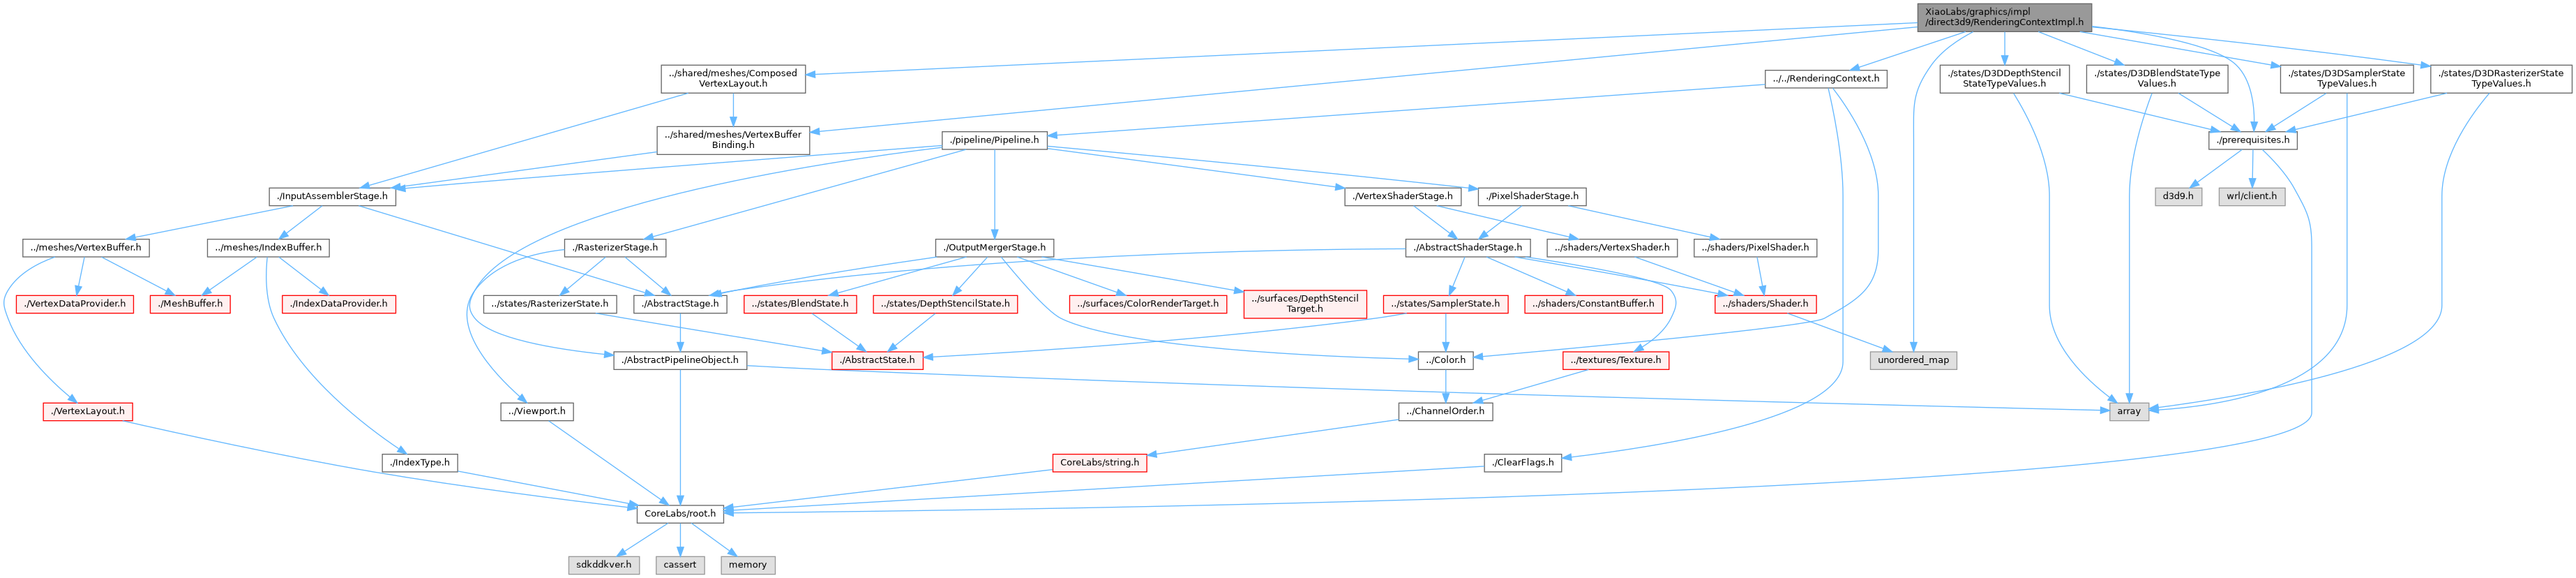 XiaoLabs/graphics/impl
/direct3d9/RenderingContextImpl.h
../shared/meshes/Composed
VertexLayout.h
../../RenderingContext.h
./states/D3DDepthStencil
StateTypeValues.h
./states/D3DBlendStateType
Values.h
./states/D3DSamplerState
TypeValues.h
./states/D3DRasterizerState
TypeValues.h
../shared/meshes/VertexBuffer
Binding.h
./pipeline/Pipeline.h
./prerequisites.h
./InputAssemblerStage.h
./VertexShaderStage.h
./PixelShaderStage.h
d3d9.h
wrl/client.h
../meshes/VertexBuffer.h
../meshes/IndexBuffer.h
./RasterizerStage.h
./OutputMergerStage.h
./AbstractShaderStage.h
../shaders/VertexShader.h
../shaders/PixelShader.h
./VertexDataProvider.h
./MeshBuffer.h
./IndexDataProvider.h
../states/RasterizerState.h
./AbstractStage.h
../states/BlendState.h
../states/DepthStencilState.h
../surfaces/ColorRenderTarget.h
../surfaces/DepthStencil
Target.h
../states/SamplerState.h
../shaders/ConstantBuffer.h
../shaders/Shader.h
./AbstractPipelineObject.h
./AbstractState.h
../Color.h
../textures/Texture.h
unordered_map
./VertexLayout.h
../Viewport.h
../ChannelOrder.h
array
./IndexType.h
CoreLabs/string.h
./ClearFlags.h
CoreLabs/root.h
sdkddkver.h
cassert
memory